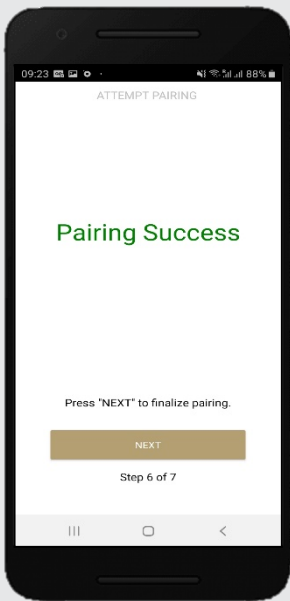 09:23
88%
ATTEMPT PAIRING
Pairing Success
Press "NEXT" to finalize pairing.
NEXT
Step 6 of 7